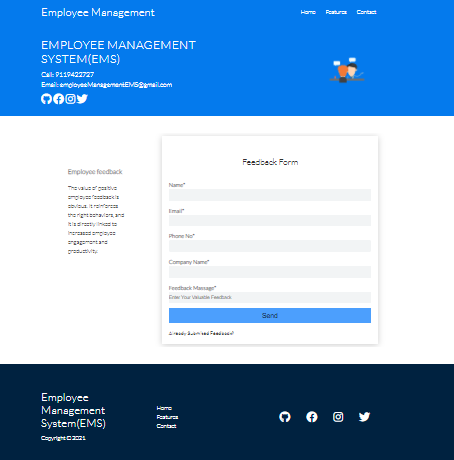 Employee Management
Home Features Contact
EMPLOYEE MANAGEMENT
SYSTEM(EMS)
Call: 9119422727
Email: employeeManagementEMS@gmail.com
Employee feedback
The value of positive
employee feedback is
obvious. It reinforces
the right behaviors, and
it is directly linked to
increased employee
engagement and
productivity.
Feedback Form
Name*
Email*
Phone No*
Company Name*
Feedback Massage*
Enter Your Valuable Feedback
Send
Already Submised Feedback?
Employee
Management
System(EMS)
Copyright © 2021
Home
Features
Contact